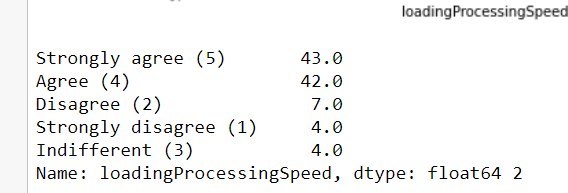 loadingProcessingSpeed
Strongly agree (5) 43.0
Agree (4) 42.0
Disagree (2) 7.0
Strongly disagree (1) 4.0
Indifferent (3) 4.0
Name: loadingProcessingSpeed, dtype: float64 2